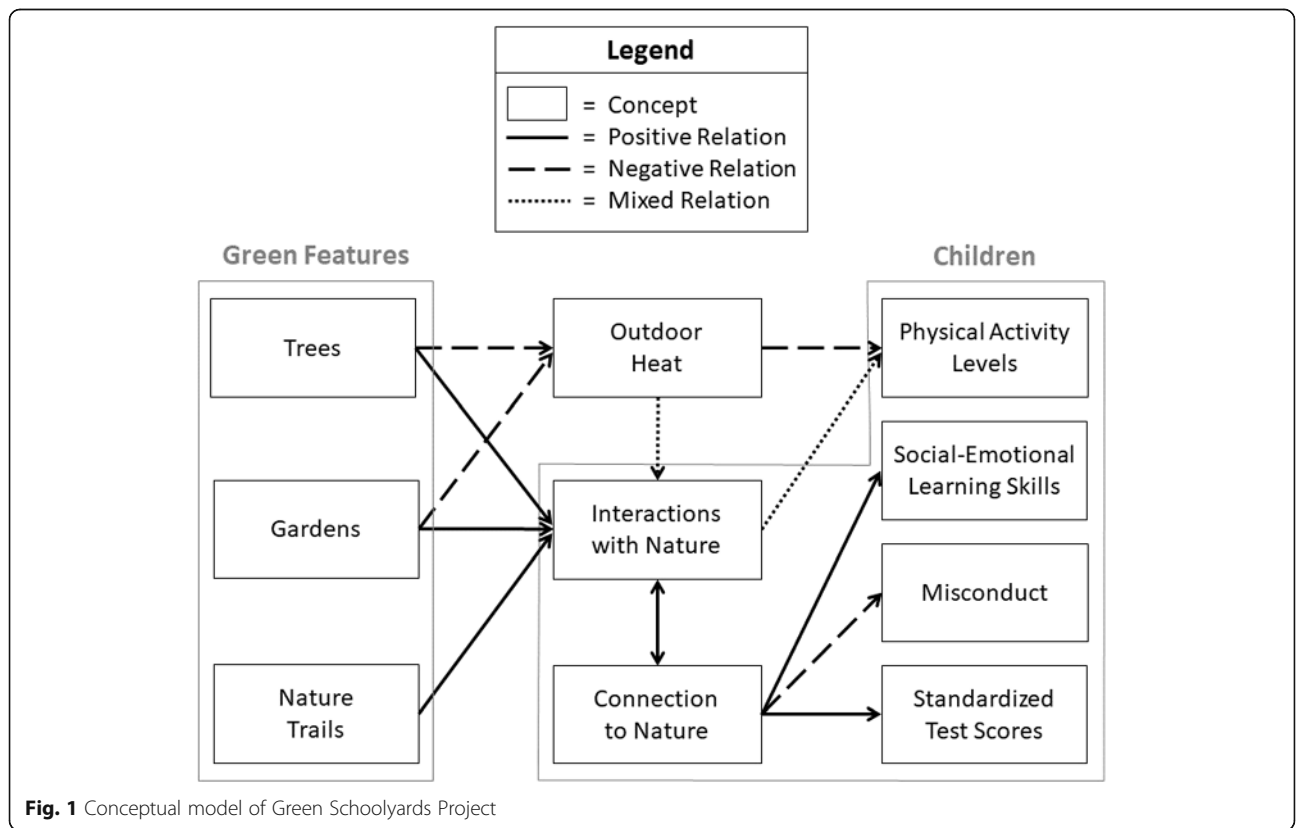 Legend
= Concept
= Positive Relation
= Negative Relation
= Mixed Relation
Green Features
Children
Trees
Outdoor
Heat
Physical Activity
Levels
Social-Emotional
Learning Skills
Gardens
Interactions
with Nature
Misconduct
Nature
Trails
Connection
to Nature
Standardized
Test Scores
Fig. 1 Conceptual model of Green Schoolyards Project